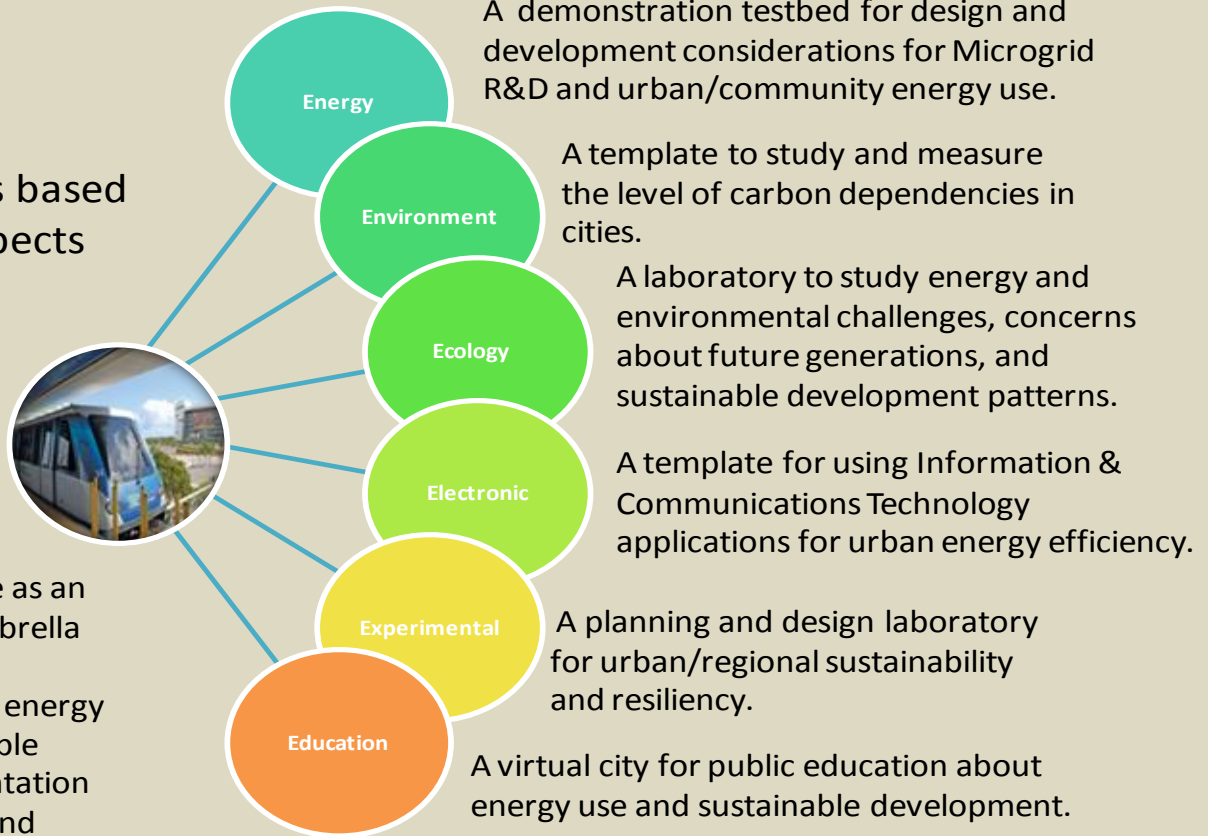 s based
pects
e as an
brella
energy
ple
tation
nd
Energy
A demonstration testbed for design and
development considerations for Microgrid
R&D and urban/community energy use.
Environment
A template to study and measure
the level of carbon dependencies in
cities.
Ecology
A laboratory to study energy and
environmental challenges, concerns
about future generations, and
sustainable development patterns.
Electronic
A template for using Information &
Communications Technology
applications for urban energy efficiency.
Experimental
A planning and design laboratory
for urban/regional sustainability
and resiliency.
Education
A virtual city for public education about
energy use and sustainable development.